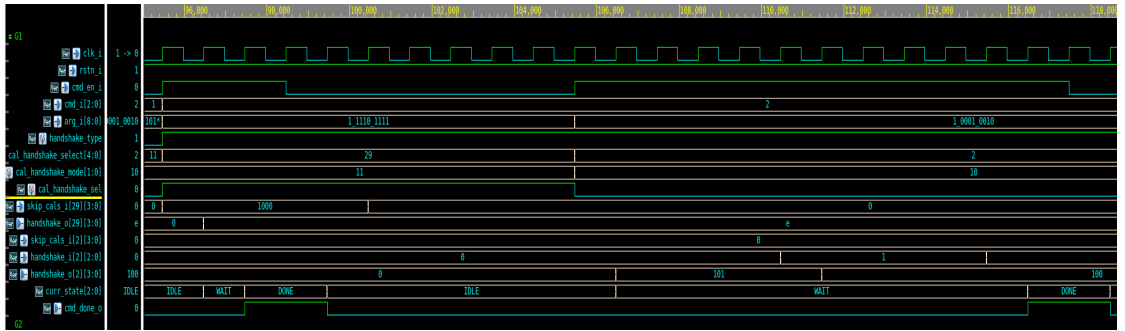 96,000 98,000 100,000 102,000 104,000 106,000 108,000 110,000 112,000 114,000 116,000 118,000
G1
clk_i 1 -> 0
rstn_i 1
cmd_en_i 0
cmd_i[2:0] 2 1 2
arg_i[8:0] 001_0010 101* 1_1110_1111 1_0001_0010
handshake_type 1
cal_handshake_select[4:0] 2 11 29 2
cal_handshake_mode[1:0] 10 11 10
cal_handshake_sel 0
skip_cals_i[29][3:0] 0 0 1000 0
handshake_o[29][3:0] e 0 e
skip_cals_i[2][3:0] 0 0
handshake_i[2][2:0] 0 0 1
handshake_o[2][3:0] 100 0 101 100
curr_state[2:0] IDLE IDLE WAIT DONE IDLE WAIT DONE
cmd_done_o 0
G2